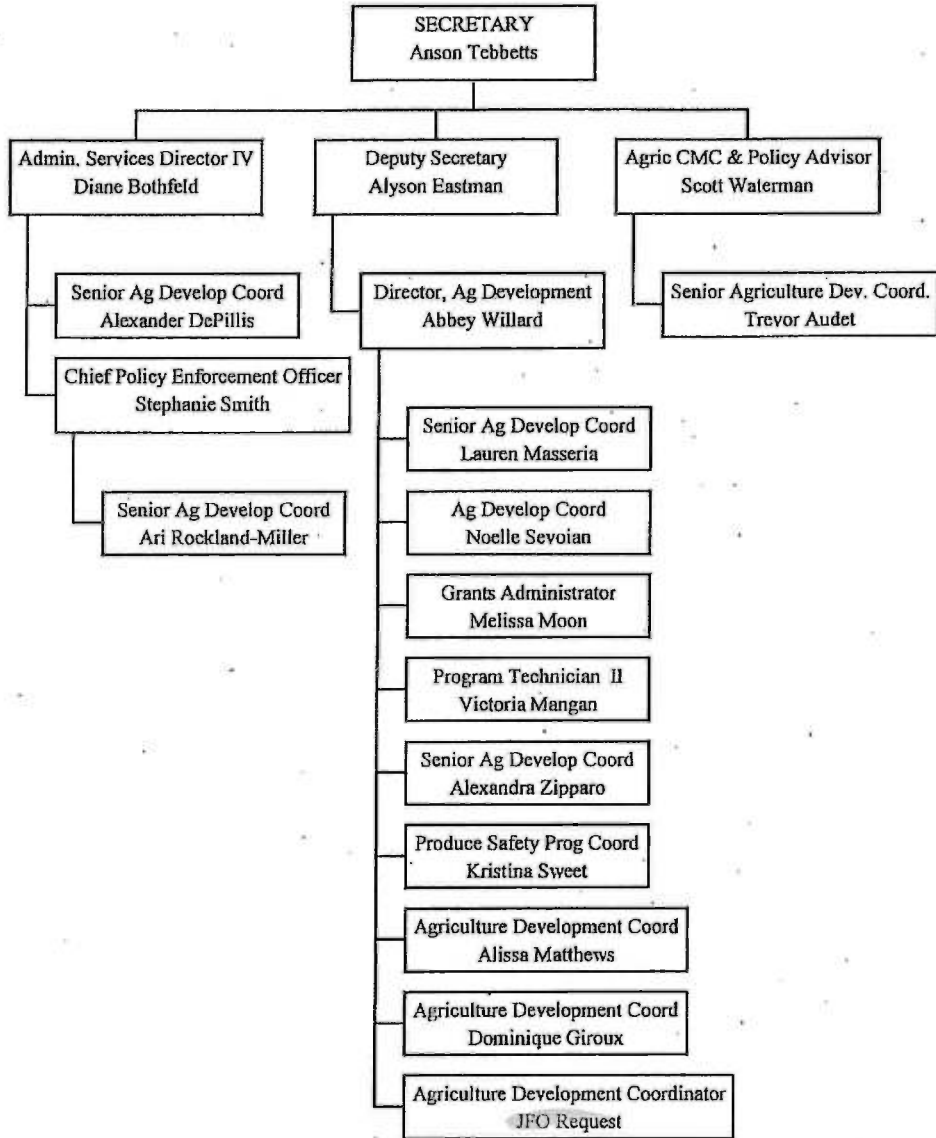 SECRETARY
Anson Tebbetts
Admin. Services Director IV
Diane Bothfeld
Deputy Secretary
Alyson Eastman
Agric CMC & Policy Advisor
Scott Waterman
Senior Ag Develop Coord
Alexander DePillis
Director, Ag Development
Abbey Willard
Senior Agriculture Dev. Coord.
Trevor Audet
Chief Policy Enforcement Officer
Stephanie Smith
Senior Ag Develop Coord
Ari Rockland-Miller
Senior Ag Develop Coord
Lauren Masseria
Ag Develop Coord
Noelle Sevoian
Grants Administrator
Melissa Moon
Program Technician II
Victoria Mangan
Senior Ag Develop Coord
Alexandra Zipparo
Produce Safety Prog Coord
Kristina Sweet
Agriculture Development Coord
Alissa Matthews
Agriculture Development Coord
Dominique Giroux
Agriculture Development Coordinator
JFO Request